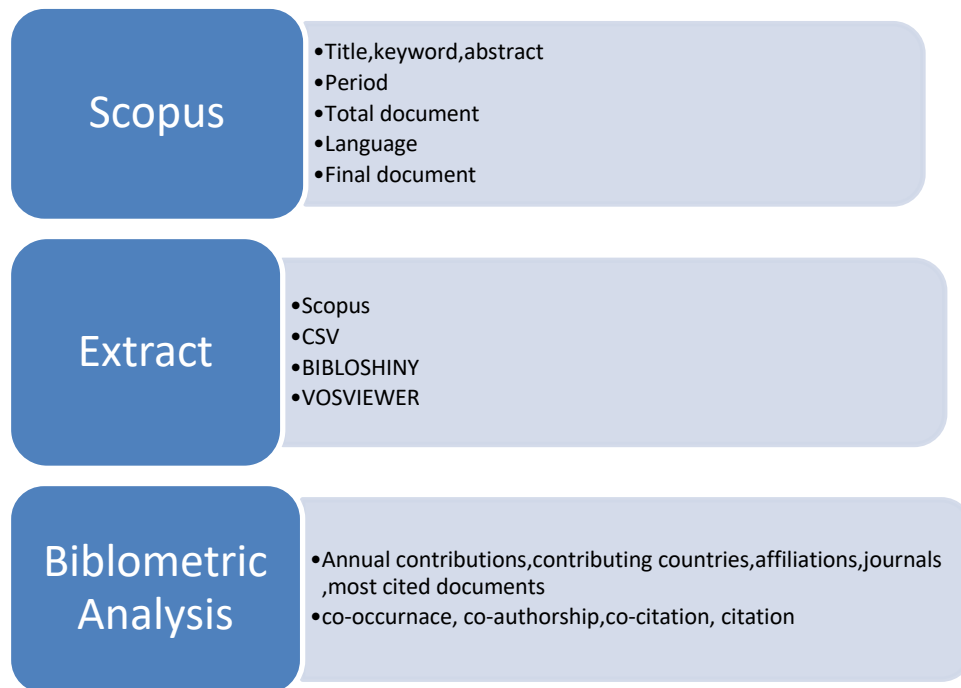 Scopus
•Title,keyword,abstract
•Period
•Total document
•Language
•Final document
Extract
•Scopus
•CSV
•BIBLOSHINY
•VOSVIEWER
Biblometric
Analysis
•Annual contributions,contributing countries,affiliations,journals
,most cited documents
•co-occurnace, co-authorship,co-citation, citation